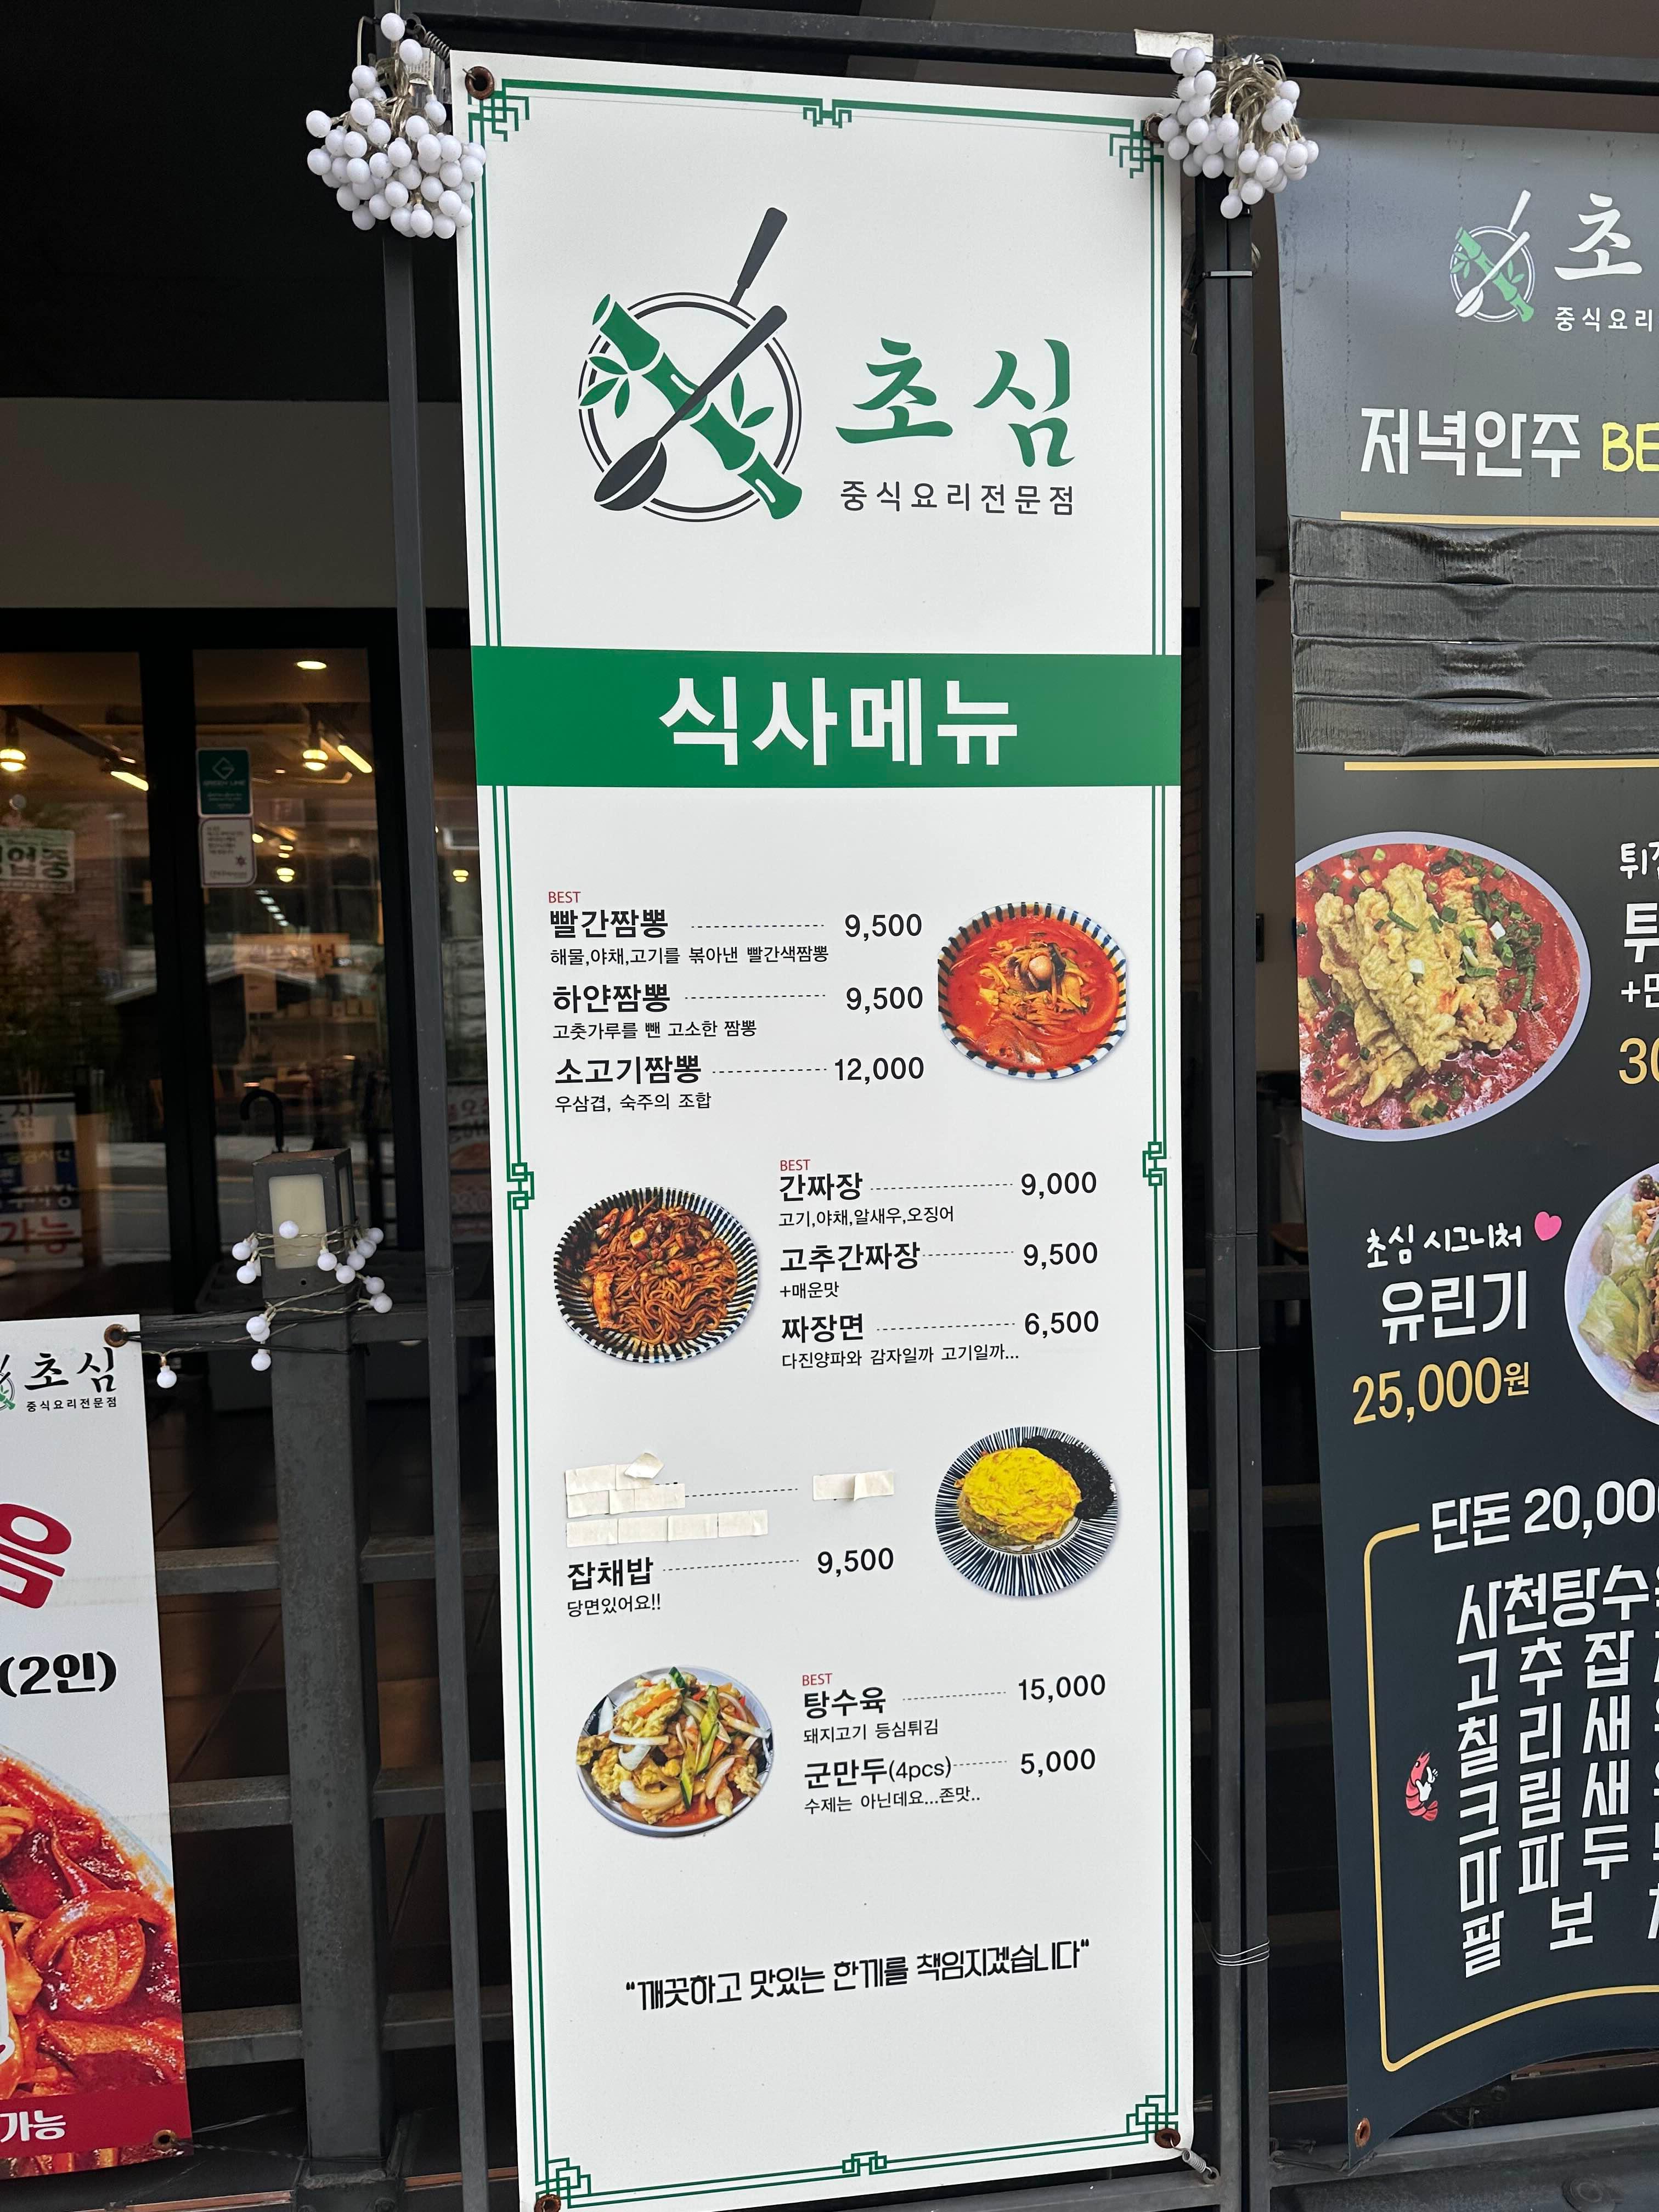 초심
중식요리전문점
식사메뉴
BEST
빨간짬뽕 9,500
해물,야채,고기를 볶아낸 빨간색짬뽕
하얀짬뽕 9,500
고춧가루를 뺀 고소한 짬뽕
소고기짬뽕 12,000
우삼겹, 숙주의 조합
BEST
간짜장 9,000
고기,야채,알새우,오징어
고추간짜장 9,500
+매운맛
짜장면 6,500
다진양파와 감자일까 고기일까...
잡채밥 9,500
당면있어요!!
BEST
탕수육 15,000
돼지고기 등심튀김
군만두(4pcs) 5,000
수제는 아닌데요...존맛..
"깨끗하고 맛있는 한끼를 책임지겠습니다"
초
중식요리
저녁안주
초심 시그니처
유린기
25,000원
단돈
사천탕수
고추잡
칠리새
크림새
마파두
팔보
초심
중식요리전문점
음
(2인)
가능
업중
가능